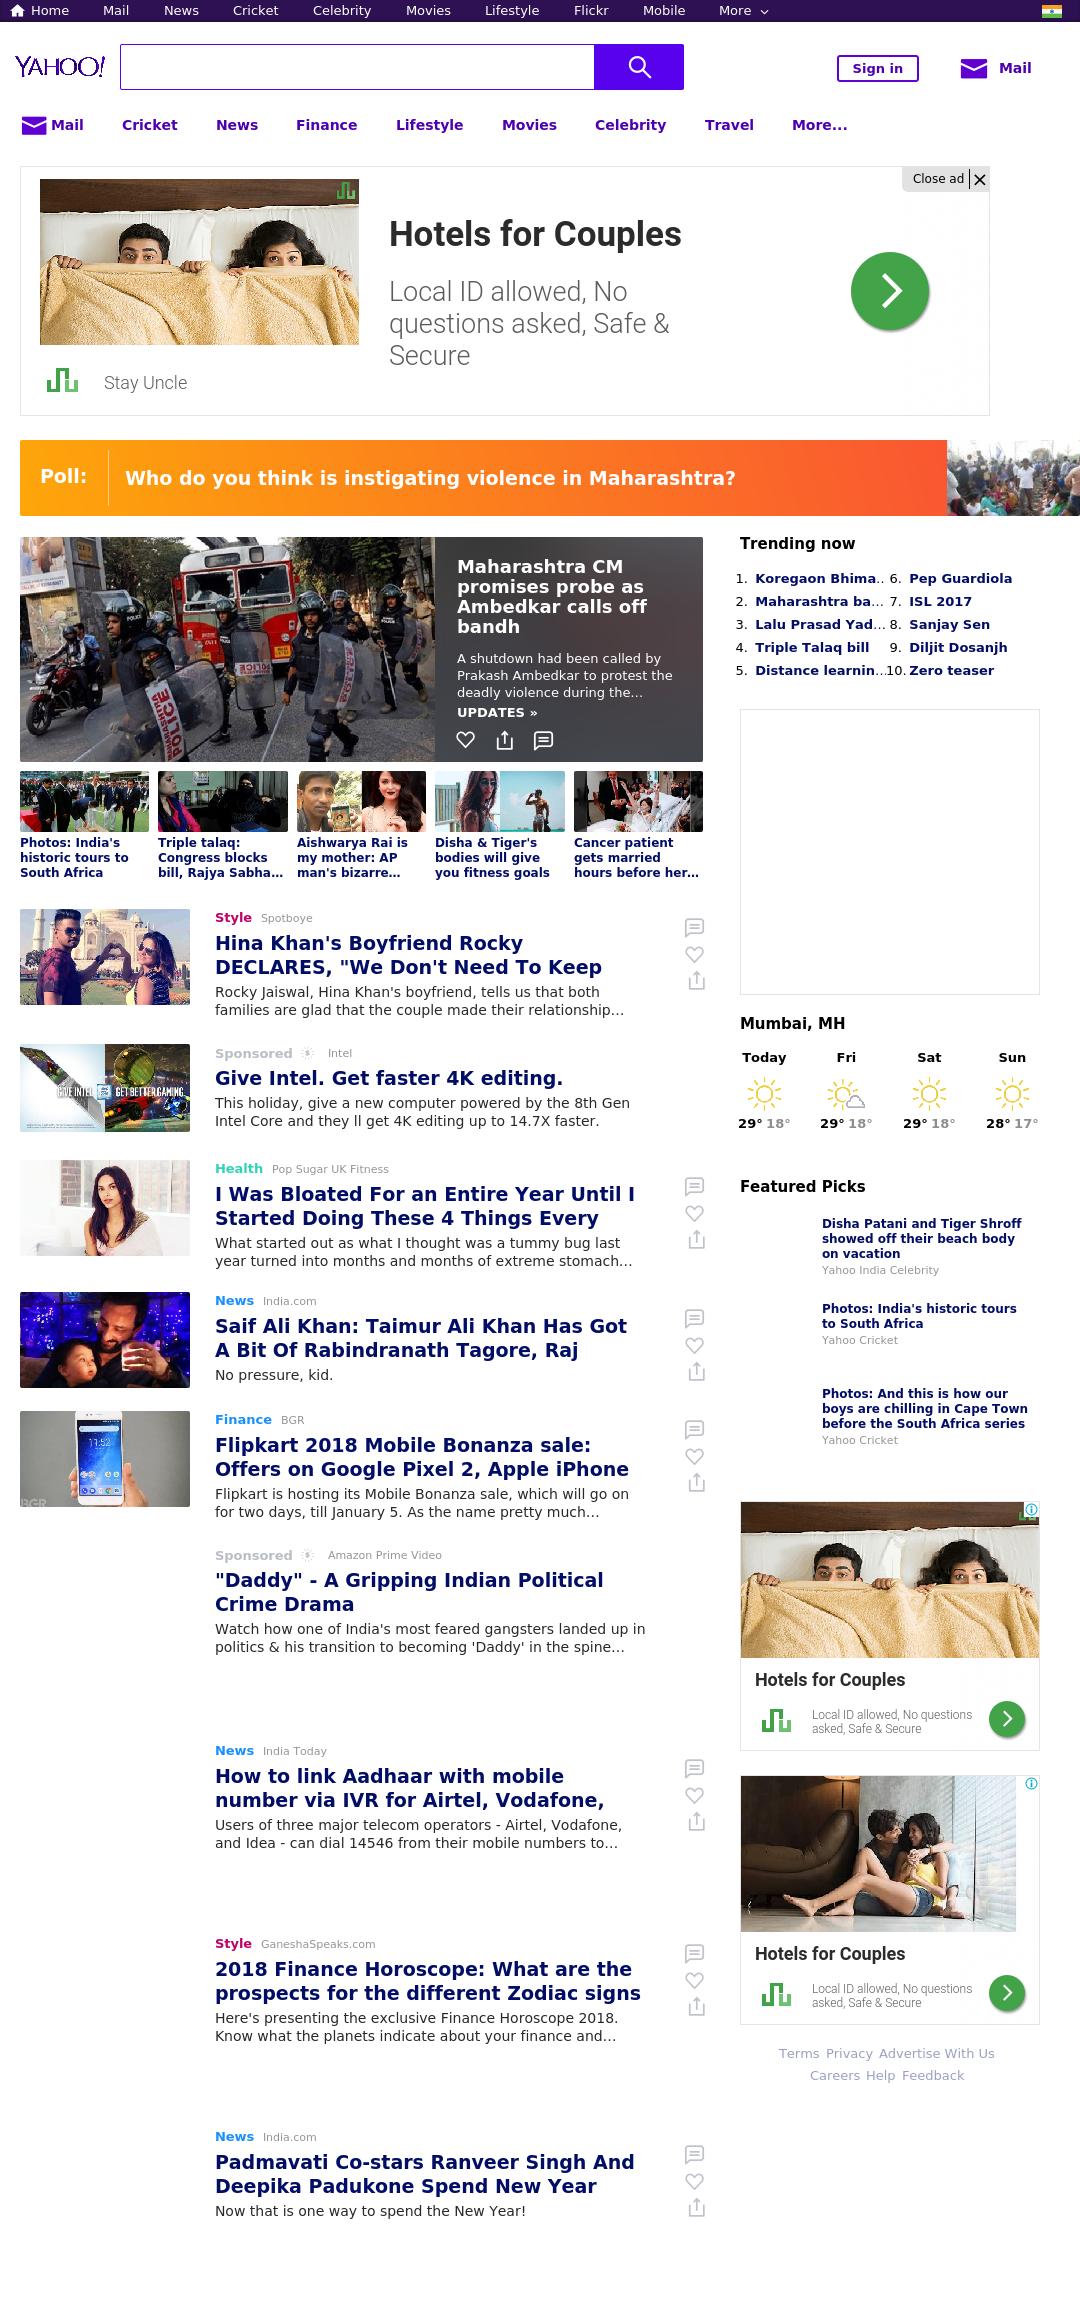 Home Mail News Cricket Celebrity Movies Lifestyle Flickr Mobile More
YAHOO!
Sign in
Mail
Mail Cricket News Finance Lifestyle Movies Celebrity Travel More...
Close ad
Hotels for Couples
Local ID allowed, No
questions asked, Safe &
Secure
Stay Uncle
Poll:
Who do you think is instigating violence in Maharashtra?
POLICE
Maharashtra CM
promises probe as
Ambedkar calls off
bandh
A shutdown had been called by
Prakash Ambedkar to protest the
deadly violence during the...
UPDATES »
Photos: India's
historic tours to
South Africa
Triple talaq:
Congress blocks
bill, Rajya Sabha...
Aishwarya Rai is
my mother: AP
man's bizarre...
Disha & Tiger's
bodies will give
you fitness goals
Cancer patient
gets married
hours before her...
Style Spotboye
Hina Khan's Boyfriend Rocky
DECLARES, "We Don't Need To Keep
Rocky Jaiswal, Hina Khan's boyfriend, tells us that both
families are glad that the couple made their relationship...
GIVE INTEL GET BETTER GAMING
Sponsored Intel
Give Intel. Get faster 4K editing.
This holiday, give a new computer powered by the 8th Gen
Intel Core and they ll get 4K editing up to 14.7X faster.
Health Pop Sugar UK Fitness
I Was Bloated For an Entire Year Until I
Started Doing These 4 Things Every
What started out as what I thought was a tummy bug last
year turned into months and months of extreme stomach...
News India.com
Saif Ali Khan: Taimur Ali Khan Has Got
A Bit Of Rabindranath Tagore, Raj
No pressure, kid.
11:52
BGR
Finance BGR
Flipkart 2018 Mobile Bonanza sale:
Offers on Google Pixel 2, Apple iPhone
Flipkart is hosting its Mobile Bonanza sale, which will go on
for two days, till January 5. As the name pretty much...
Sponsored Amazon Prime Video
"Daddy" - A Gripping Indian Political
Crime Drama
Watch how one of India's most feared gangsters landed up in
politics & his transition to becoming 'Daddy' in the spine...
News India Today
How to link Aadhaar with mobile
number via IVR for Airtel, Vodafone,
Users of three major telecom operators - Airtel, Vodafone,
and Idea - can dial 14546 from their mobile numbers to...
Style GaneshaSpeaks.com
2018 Finance Horoscope: What are the
prospects for the different Zodiac signs
Here's presenting the exclusive Finance Horoscope 2018.
Know what the planets indicate about your finance and...
News India.com
Padmavati Co-stars Ranveer Singh And
Deepika Padukone Spend New Year
Now that is one way to spend the New Year!
Trending now
1. Koregaon Bhima.. 6. Pep Guardiola
2. Maharashtra ba... 7. ISL 2017
3. Lalu Prasad Yad... 8. Sanjay Sen
4. Triple Talaq bill 9. Diljit Dosanjh
5. Distance learnin... 10. Zero teaser
Mumbai, MH
Today Fri Sat Sun
29° 18° 29° 18° 29° 18° 28° 17°
Featured Picks
Disha Patani and Tiger Shroff
showed off their beach body
on vacation
Yahoo India Celebrity
Photos: India's historic tours
to South Africa
Yahoo Cricket
Photos: And this is how our
boys are chilling in Cape Town
before the South Africa series
Yahoo Cricket
Hotels for Couples
Local ID allowed, No questions
asked, Safe & Secure
Hotels for Couples
Local ID allowed, No questions
asked, Safe & Secure
Terms Privacy Advertise With Us
Careers Help Feedback